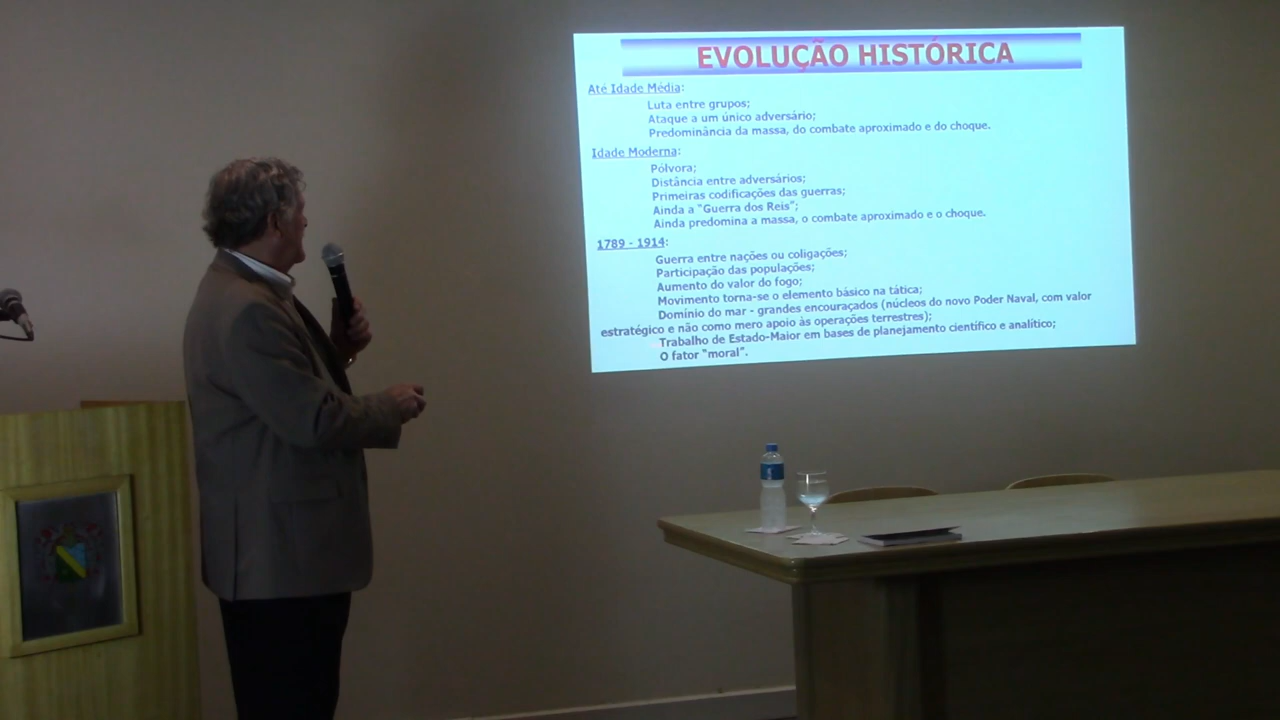 EVOLUÇÃO HISTÓRICA
Até Idade Média:
Luta entre grupos;
Ataque a um único adversário;
Predominância da massa, do combate aproximado e do choque.
Idade Moderna:
Pólvora;
Distância entre adversários;
Primeiras codificações das guerras;
Ainda a "Guerra dos Reis";
Ainda predomina a massa, o combate aproximado e o choque.
1789 - 1914:
Guerra entre nações ou coligações;
Participação das populações;
Aumento do valor do fogo;
Movimento torna-se o elemento básico na tática;
Domínio do mar - grandes encouraçados (núcleos do novo Poder Naval, com valor
estratégico e não como mero apoio às operações terrestres);
Trabalho de Estado-Maior em bases de planejamento científico e analítico;
O fator "moral".